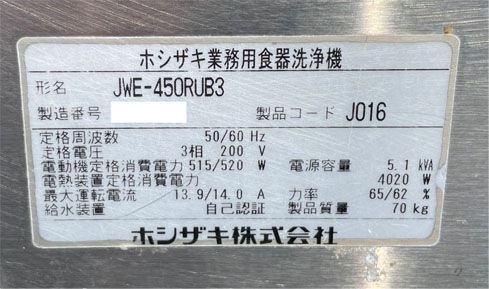 ホシザキ業務用食器洗浄機
形名 JWE-450RUB3
製造番号 製品コード J016
定格周波数 50/60 Hz
定格電圧 3相 200 V
電動機定格消費電力 515/520 W 電源容量 5.1 kVA
電熱装置定格消費電力 4020 W
最大運転電流 13.9/14.0 A 力率 65/62 %
給水装置 自己認証 製品質量 70 kg
ホシザキ株式会社